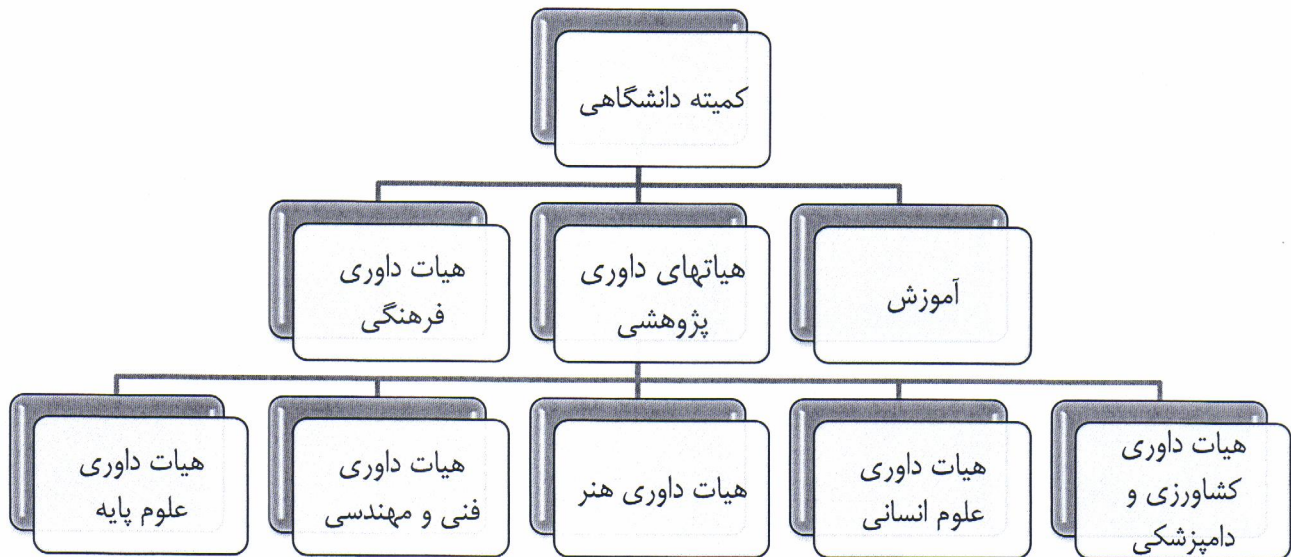 کمیته دانشگاهی
آموزش
هیاتهای داوری
پژوهشی
هیات داوری
فرهنگی
هیات داوری
کشاورزی و
دامپزشکی
هیات داوری
علوم انسانی
هیات داوری هنر
هیات داوری
فنی و مهندسی
هیات داوری
علوم پایه